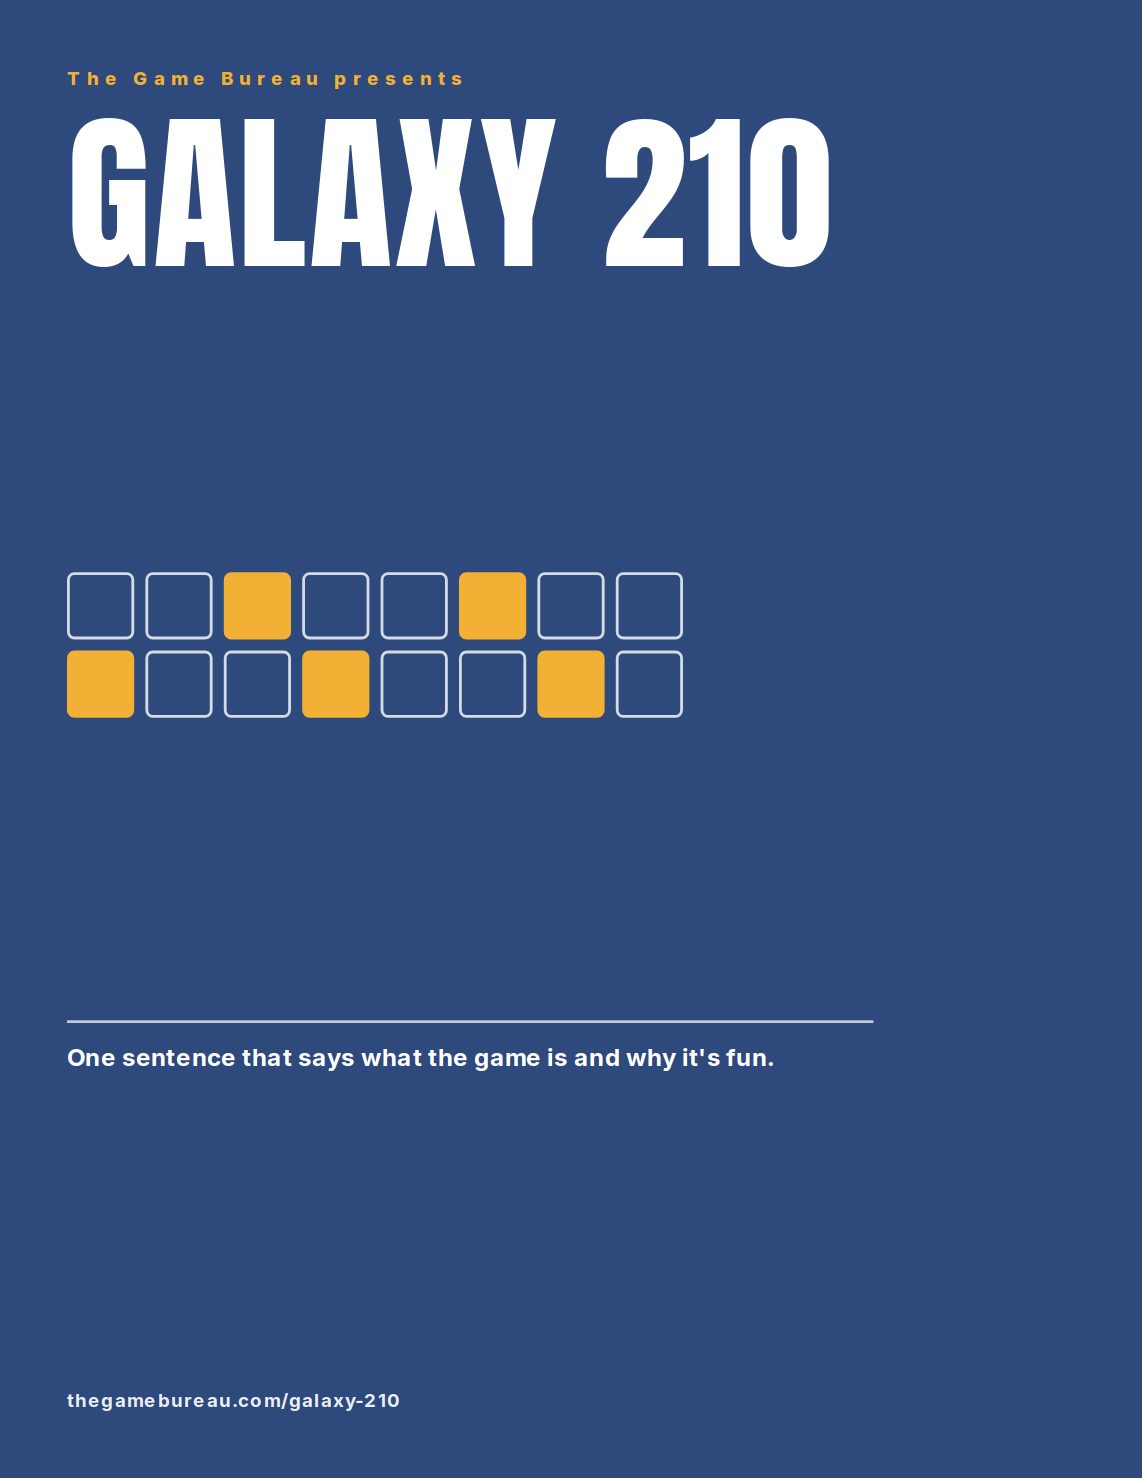 The Game Bureau presents
GALAXY 210
One sentence that says what the game is and why it's fun.
thegamebureau.com/galaxy-210